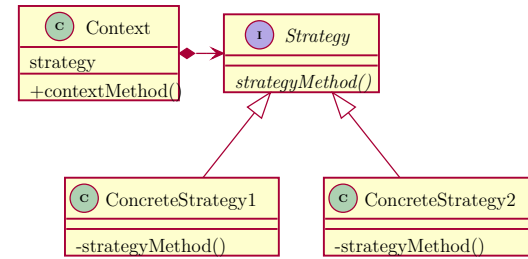 C Context
strategy
+contextMethod()
I Strategy
strategyMethod()
C ConcreteStrategy1
-strategyMethod()
C ConcreteStrategy2
-strategyMethod()